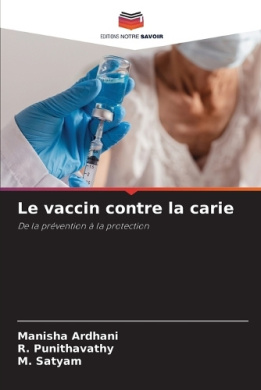 EDITIONS NOTRE SAVOIR
Le vaccin contre la carie
De la prévention à la protection
Manisha Ardhani
R. Punithavathy
M. Satyam